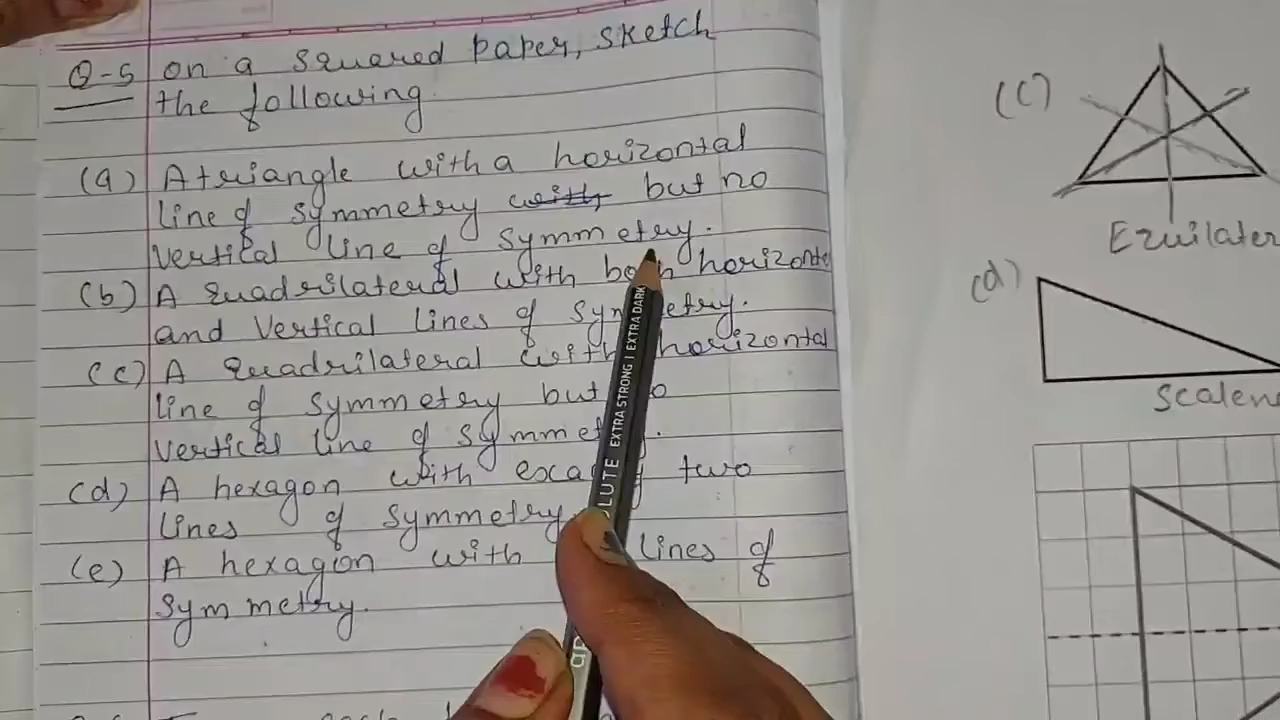 Q-5 on a squared paper, sketch
the following.
(a) A triangle with a horizontal
line of symmetry with but no
vertical line of symmetry.
(b) A quadrilateral with both horizonta
and vertical lines of symmetry.
(c) A quadrilateral with horizontal
line of symmetry but no
vertical line of symmetry.
(d) A hexagon with exactly two
lines of symmetry
(e) A hexagon with lines of
symmetry.
(c)
Equilater
(d)
Scalen
ABSOLUTE EXTRA STRONG | EXTRA DARK